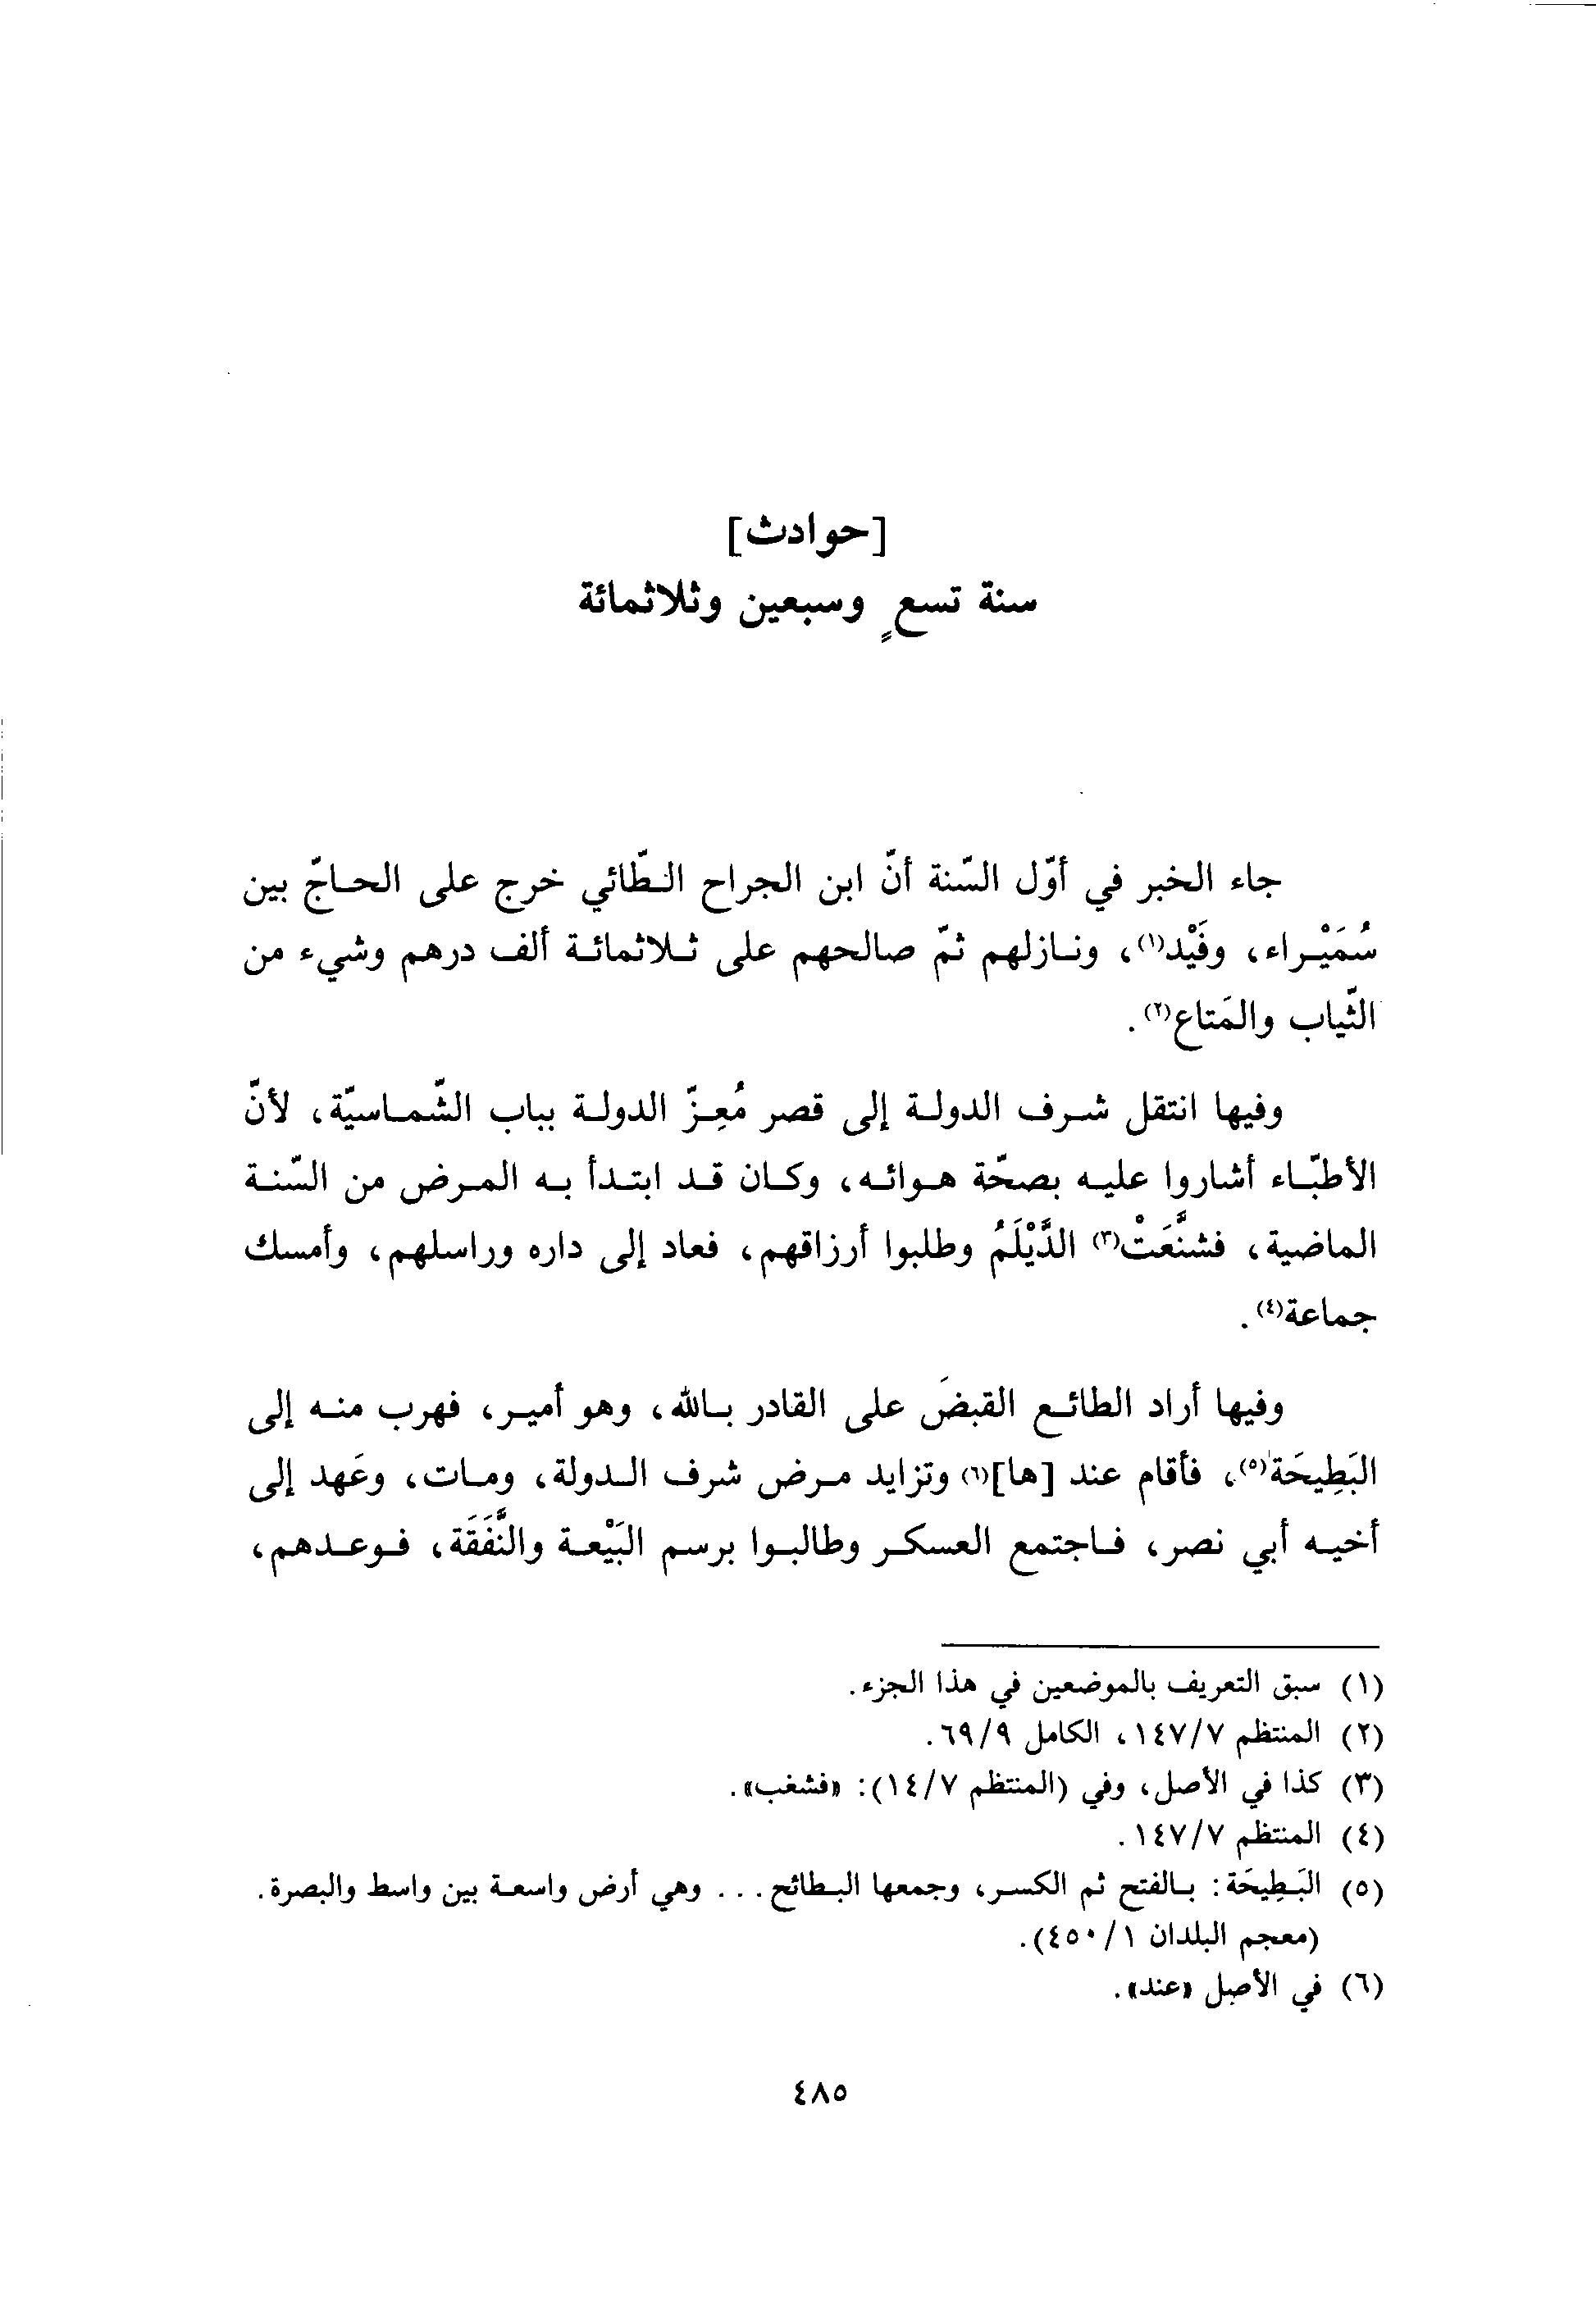 [حوادث]
سنة تسعٍ وسبعين وثلاثمائة
جاء الخبر في أوّل السّنة أنّ ابن الجراح الطّائي خرج على الحاجّ بين
سُمَيْراء، وفَيْد(١)، ونازلهم ثمّ صالحهم على ثلاثمائة ألف درهم وشيء من
الثّياب والمَتاع(٢).
وفيها انتقل شرف الدولة إلى قصر مُعِزّ الدولة بباب الشّماسيّة، لأنّ
الأطبّاء أشاروا عليه بصحّة هوائه، وكان قد ابتدأ به المرض من السّنة
الماضية، فشنَّعَتْ(٣) الدَّيْلَمُ وطلبوا أرزاقهم، فعاد إلى داره وراسلهم، وأمسك
جماعة(٤).
وفيها أراد الطائع القبضَ على القادر بالله، وهو أمير، فهرب منه إلى
البَطِيحَة(٥)، فأقام عند [ها](٦) وتزايد مرض شرف الدولة، ومات، وعَهد إلى
أخيه أبي نصر، فاجتمع العسكر وطالبوا برسم البَيْعة والنَّفَقَة، فوعدهم،
(١) سبق التعريف بالموضعين في هذا الجزء.
(٢) المنتظم ١٤٧/٧، الكامل ٦٩/٩.
(٣) كذا في الأصل، وفي (المنتظم ١٤/٧): «فشغب».
(٤) المنتظم ١٤٧/٧.
(٥) البَطِيحَة: بالفتح ثم الكسر، وجمعها البطائح... وهي أرض واسعة بين واسط والبصرة.
(معجم البلدان ٤٥٠/١).
(٦) في الأصل «عند».
٤٨٥